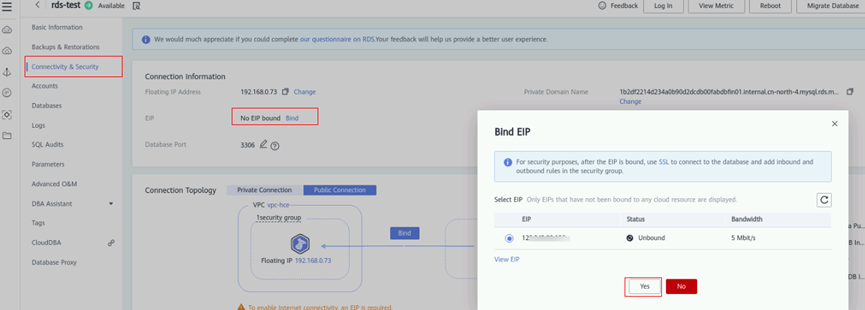 rds-test Available
Feedback Log In View Metric Reboot Migrate Database
Basic Information
Backups & Restorations
Connectivity & Security
Accounts
Databases
Logs
SQL Audits
Parameters
Advanced O&M
DBA Assistant
Tags
CloudDBA
Database Proxy
We would much appreciate if you could complete our questionnaire on RDS.Your feedback will help us provide a better user experience.
Connection Information
Floating IP Address 192.168.0.73 Change
Private Domain Name 1b2df2214d234a0b90d2dcdb00fabdbfin01.internal.cn-north-4.mysql.rds.m...
Change
EIP No EIP bound Bind
Database Port 3306
Connection Topology Private Connection Public Connection
VPC vpc-hce
1security group
Bind
Floating IP 192.168.0.73
To enable Internet connectivity, an EIP is required.
Bind EIP
For security purposes, after the EIP is bound, use SSL to connect to the database and add inbound and
outbound rules in the security group.
Select EIP Only EIPs that have not been bound to any cloud resource are displayed.
EIP Status Bandwidth
Unbound 5 Mbit/s
View EIP
Yes No